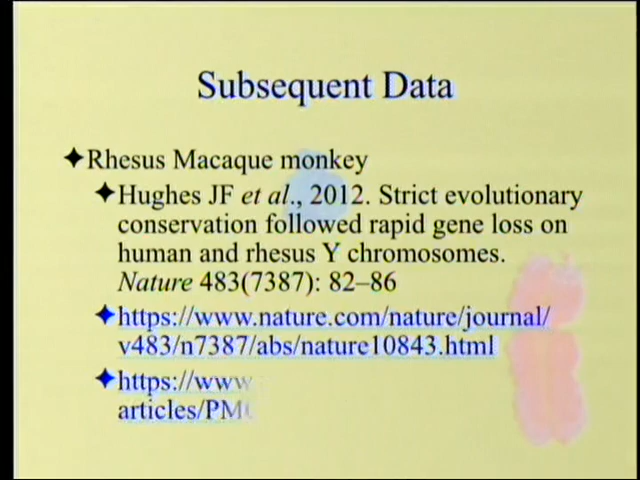 Subsequent Data
✦Rhesus Macaque monkey
✦Hughes JF et al., 2012. Strict evolutionary
conservation followed rapid gene loss on
human and rhesus Y chromosomes.
Nature 483(7387): 82–86
✦https://www.nature.com/nature/journal/
v483/n7387/abs/nature10843.html
✦https://www
articles/PM